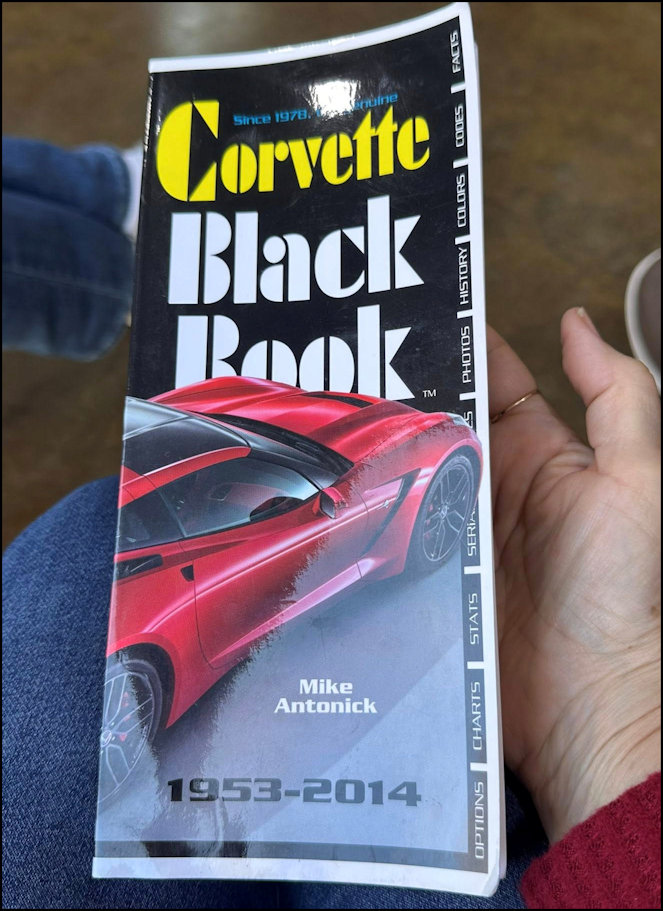 Since 1978,
Corvette
Black
Book
TM
Mike
Antonick
1953-2014
FACTS
CODES
COLORS
HISTORY
PHOTOS
STATS
CHARTS
OPTIONS